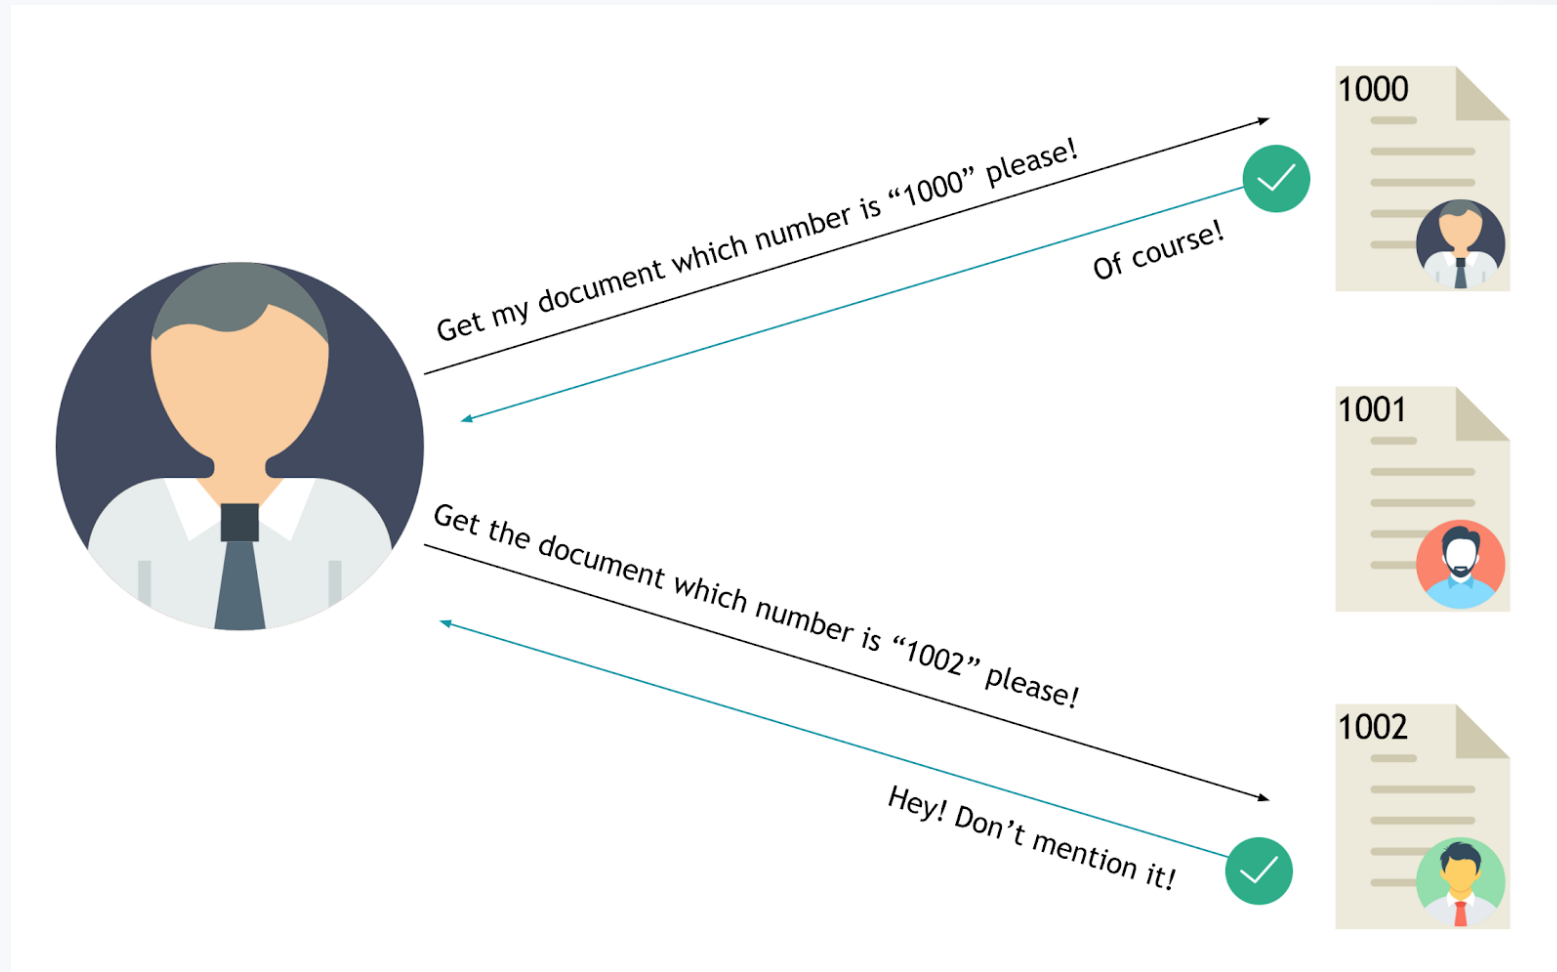 1000
Get my document which number is “1000” please!
Of course!
1001
Get the document which number is “1002” please!
1002
Hey! Don’t mention it!